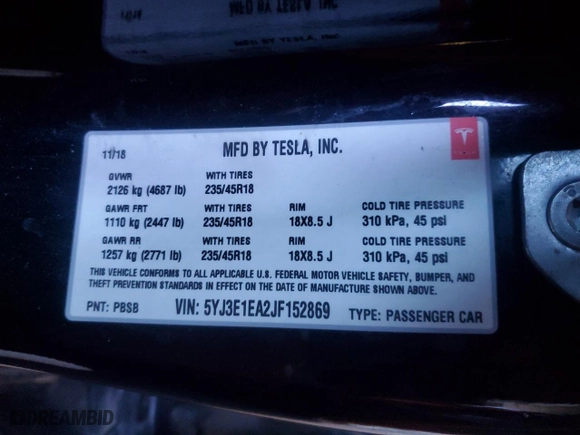 11/18 MFD BY TESLA, INC.
GVWR WITH TIRES
2126 kg (4687 lb) 235/45R18
GAWR FRT WITH TIRES RIM COLD TIRE PRESSURE
1110 kg (2447 lb) 235/45R18 18X8.5 J 310 kPa, 45 psi
GAWR RR WITH TIRES RIM COLD TIRE PRESSURE
1257 kg (2771 lb) 235/45R18 18X8.5 J 310 kPa, 45 psi
THIS VEHICLE CONFORMS TO ALL APPLICABLE U.S. FEDERAL MOTOR VEHICLE SAFETY, BUMPER, AND
THEFT PREVENTION STANDARDS IN EFFECT ON THE DATE OF MANUFACTURE SHOWN ABOVE.
PNT: PBSB VIN: 5YJ3E1EA2JF152869 TYPE: PASSENGER CAR
DREAMBID